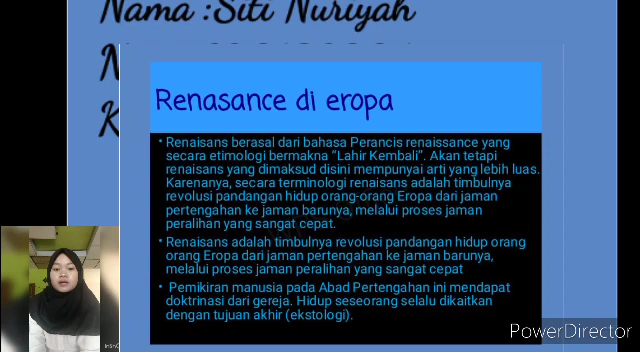 Nama :Siti Nuriyah
N
K
Renasance di eropa
• Renaisans berasal dari bahasa Perancis renaissance yang
secara etimologi bermakna “Lahir Kembali”. Akan tetapi
renaisans yang dimaksud disini mempunyai arti yang lebih luas.
Karenanya, secara terminologi renaisans adalah timbulnya
revolusi pandangan hidup orang-orang Eropa dari jaman
pertengahan ke jaman barunya, melalui proses jaman
peralihan yang sangat cepat.
• Renaisans adalah timbulnya revolusi pandangan hidup orang
orang Eropa dari jaman pertengahan ke jaman barunya,
melalui proses jaman peralihan yang sangat cepat
• Pemikiran manusia pada Abad Pertengahan ini mendapat
doktrinasi dari gereja. Hidup seseorang selalu dikaitkan
dengan tujuan akhir (ekstologi).
PowerDirector